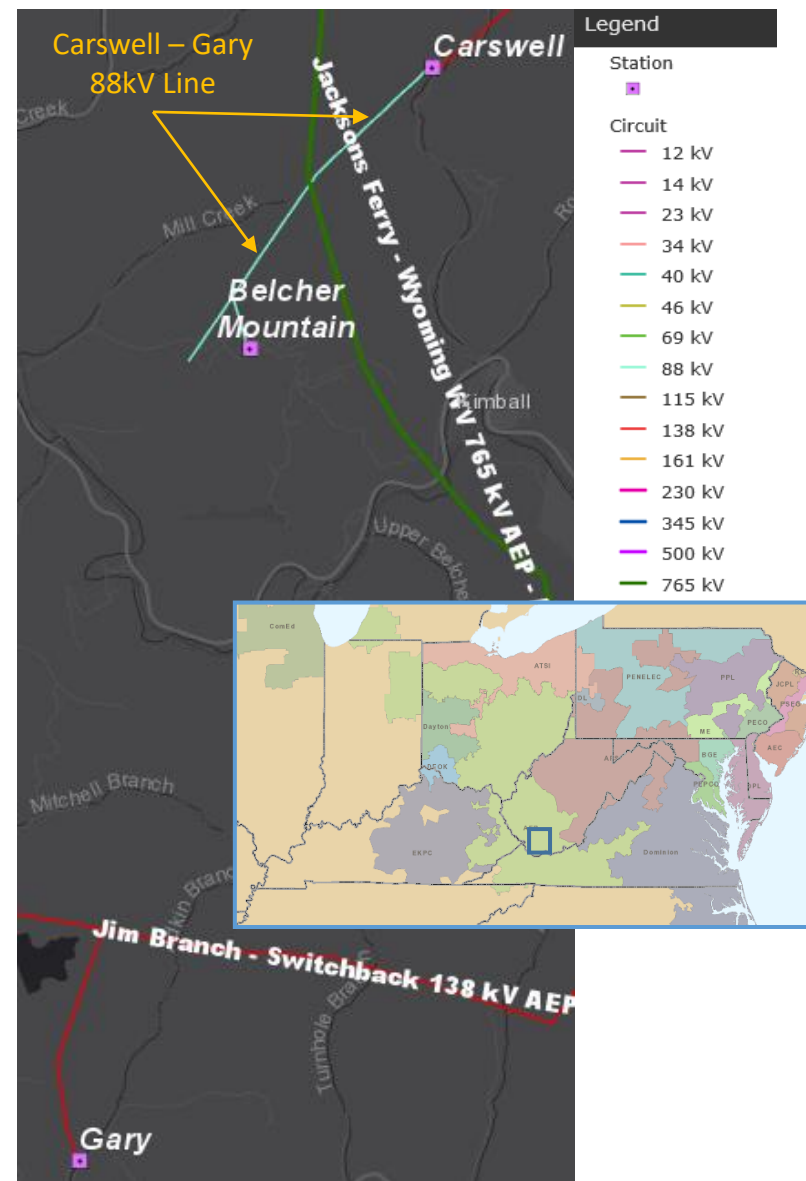 Carswell – Gary
88kV Line
Carswell
Creek
Jacksons Ferry - Wyoming WV 765 kV AEP -
Mill Creek
Belcher
Mountain
Kimball
Upper Belche
Mitchell Branch
Jim Branch - Switchback 138 kV AEP
Turnhole Branch
Gary
Legend
Station
Circuit
12 kV
14 kV
23 kV
34 kV
40 kV
46 kV
69 kV
88 kV
115 kV
138 kV
161 kV
230 kV
345 kV
500 kV
765 kV
ComEd
ATSI
PENELEC
PPL
JCPL
PSEG
Dayton
ME
PECO
AEC
BGE
PEPCO
EKPC
Dominion